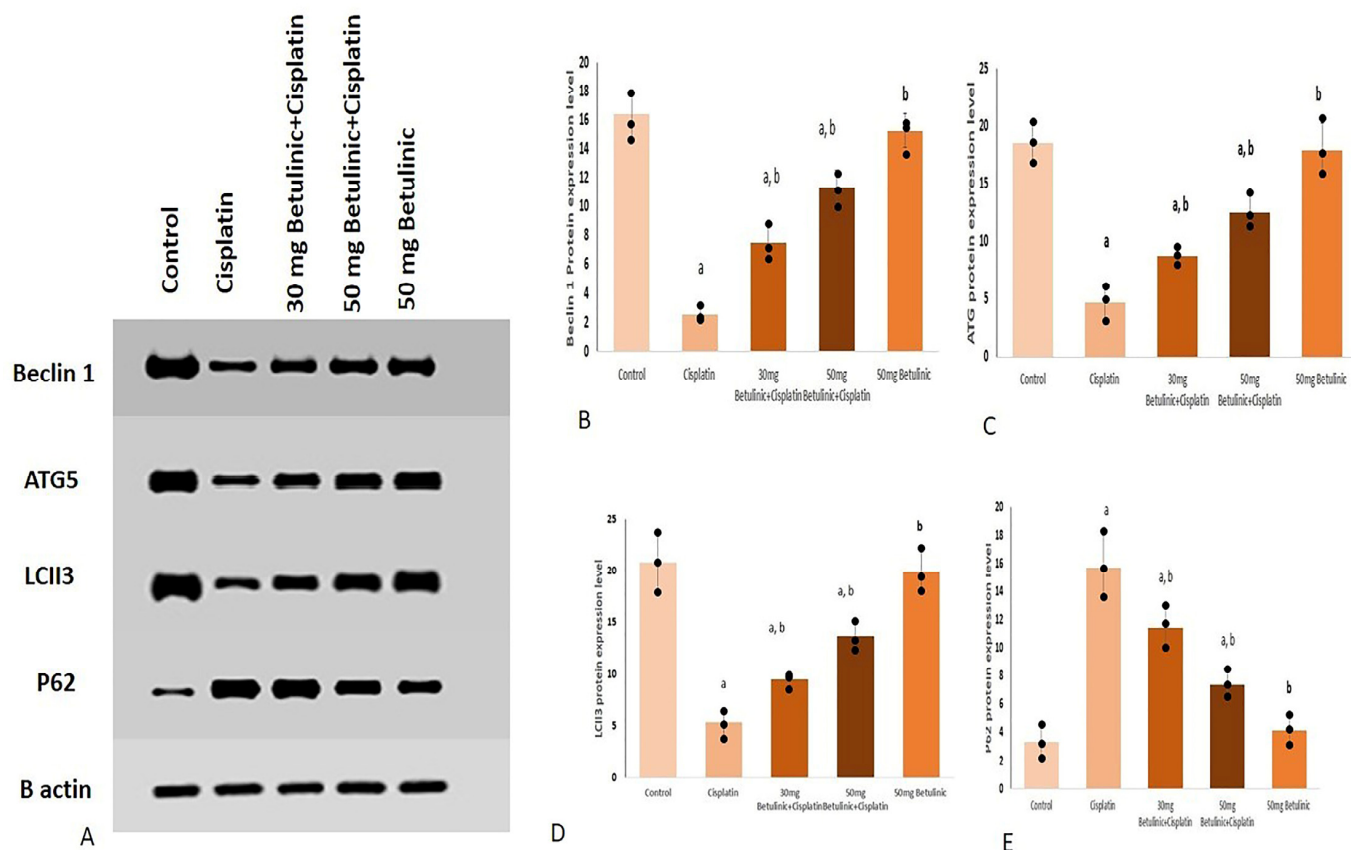 Control
Cisplatin
30 mg Betulinic+Cisplatin
50 mg Betulinic+Cisplatin
50 mg Betulinic
Beclin 1
ATG5
LCII3
P62
B actin
A
Beclin 1 Protein expression level
20
18
16
14
12
10
8
6
4
2
0
a
a, b
a, b
b
Control
Cisplatin
30mg
Betulinic+Cisplatin
50mg
Betulinic+Cisplatin
50mg Betulinic
B
ATG protein expression level
25
20
15
10
5
0
a
a, b
a, b
b
Control
Cisplatin
30mg
Betulinic+Cisplatin
50mg
Betulinic+Cisplatin
50mg Betulinic
C
LCII3 protein expression level
25
20
15
10
5
0
a
a, b
a, b
b
Control
Cisplatin
30mg
Betulinic+Cisplatin
50mg
Betulinic+Cisplatin
50mg Betulinic
D
P62 protein expression level
20
18
16
14
12
10
8
6
4
2
0
a
a, b
a, b
b
Control
Cisplatin
30mg
Betulinic+Cisplatin
50mg
Betulinic+Cisplatin
50mg Betulinic
E